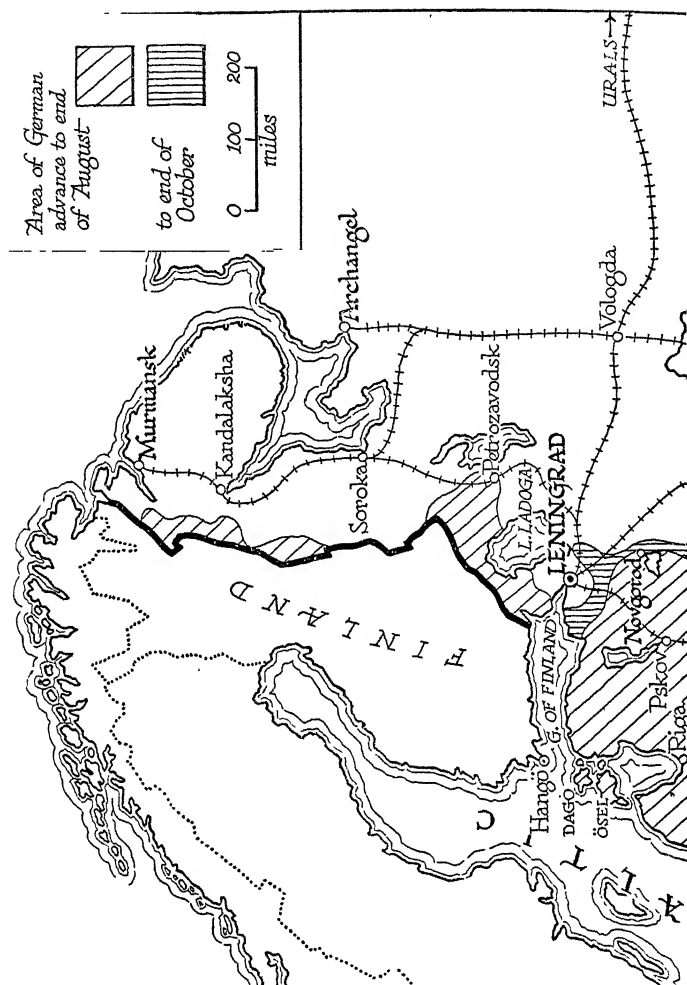 Area of German
advance to end
of August
to end of
October
0 100 200
miles
Murmansk
Kandalaksha
Archangel
Soroka
FINLAND
Petrozavodsk
L. LADOGA
URALS→
Vologda
LENINGRAD
G. OF FINLAND
Novgorod
Pskov
Hangö
DAGO
ÖSEL
Riga
A L T I C